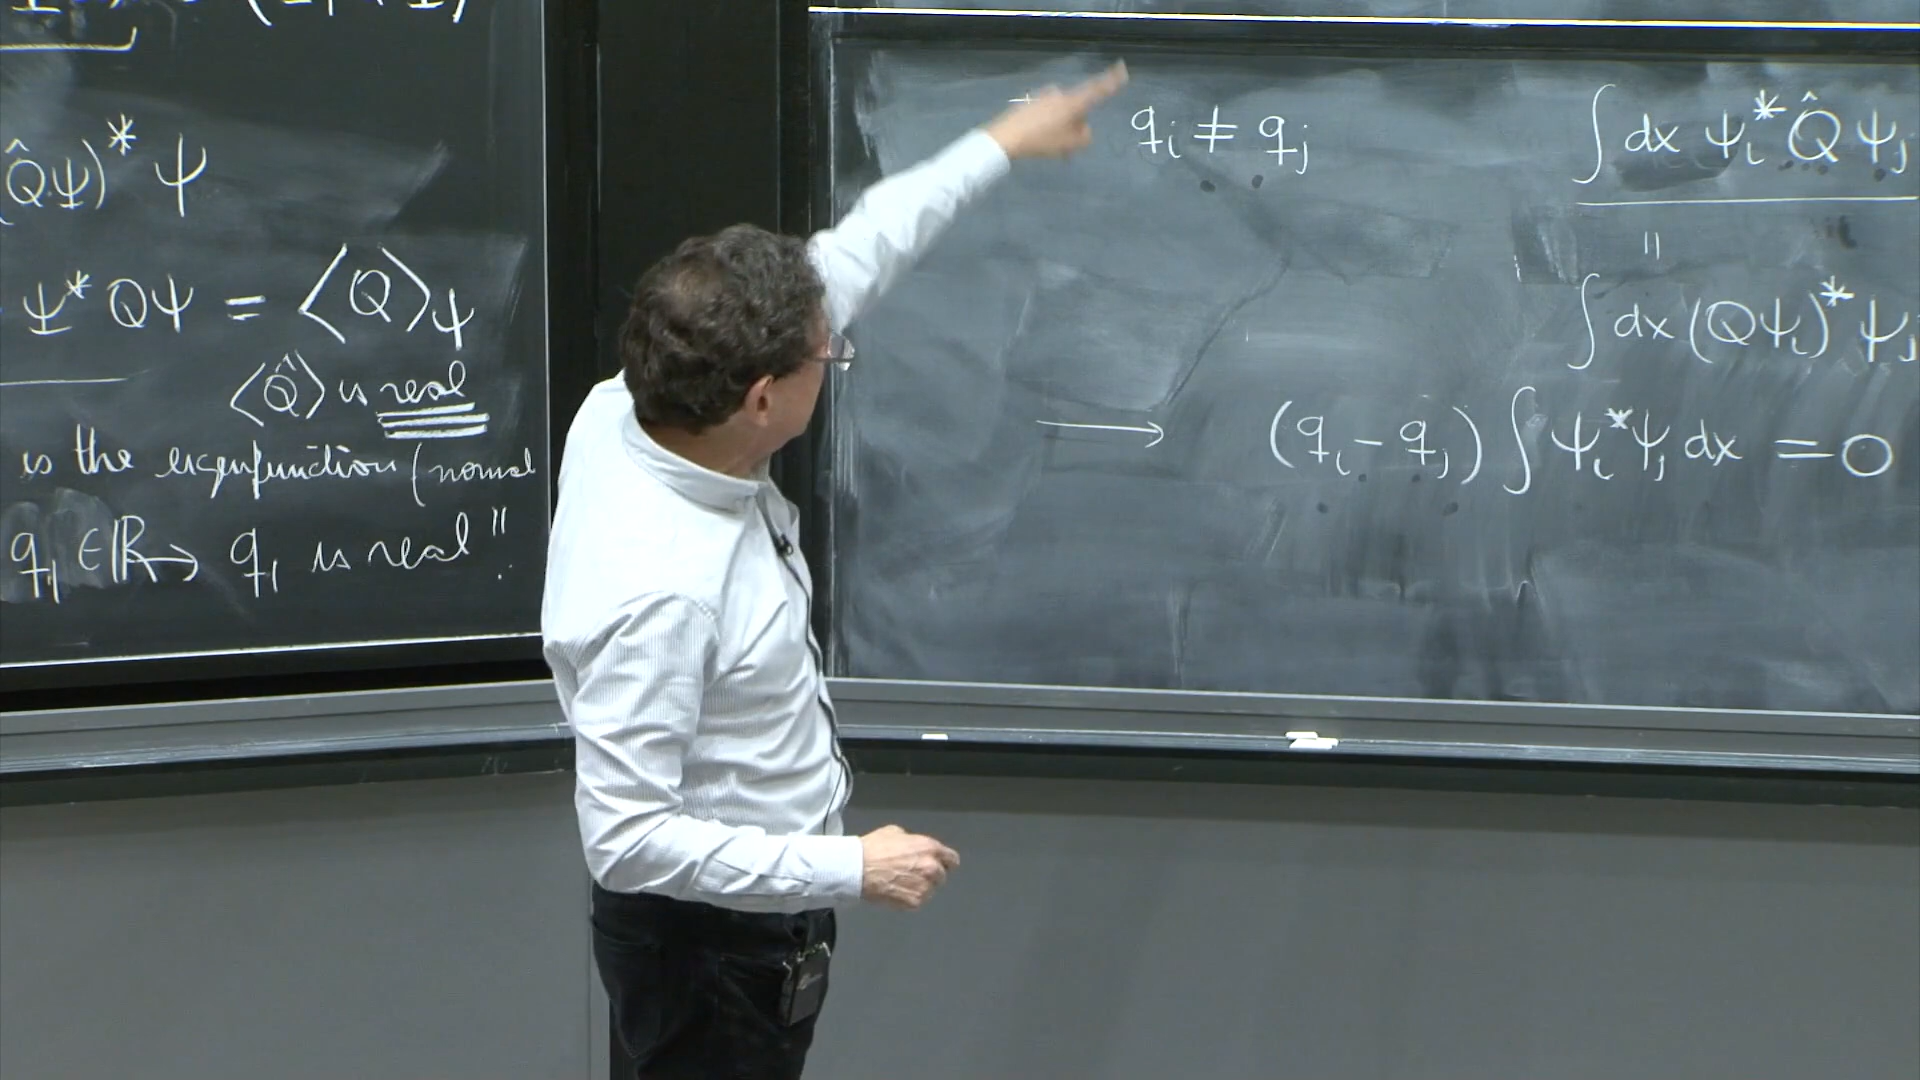 (Q̂Ψ)* Ψ
Ψ* QΨ = ⟨Q⟩Ψ
⟨Q̂⟩ is real
is the eigenfunction (normal
q₁ ∈ ℝ → q₁ is real"
qᵢ ≠ qⱼ
∫ dx ψᵢ* Q̂ ψⱼ
=
∫ dx (Qψᵢ)* ψⱼ
→ (qᵢ - qⱼ) ∫ ψᵢ* ψⱼ dx = 0